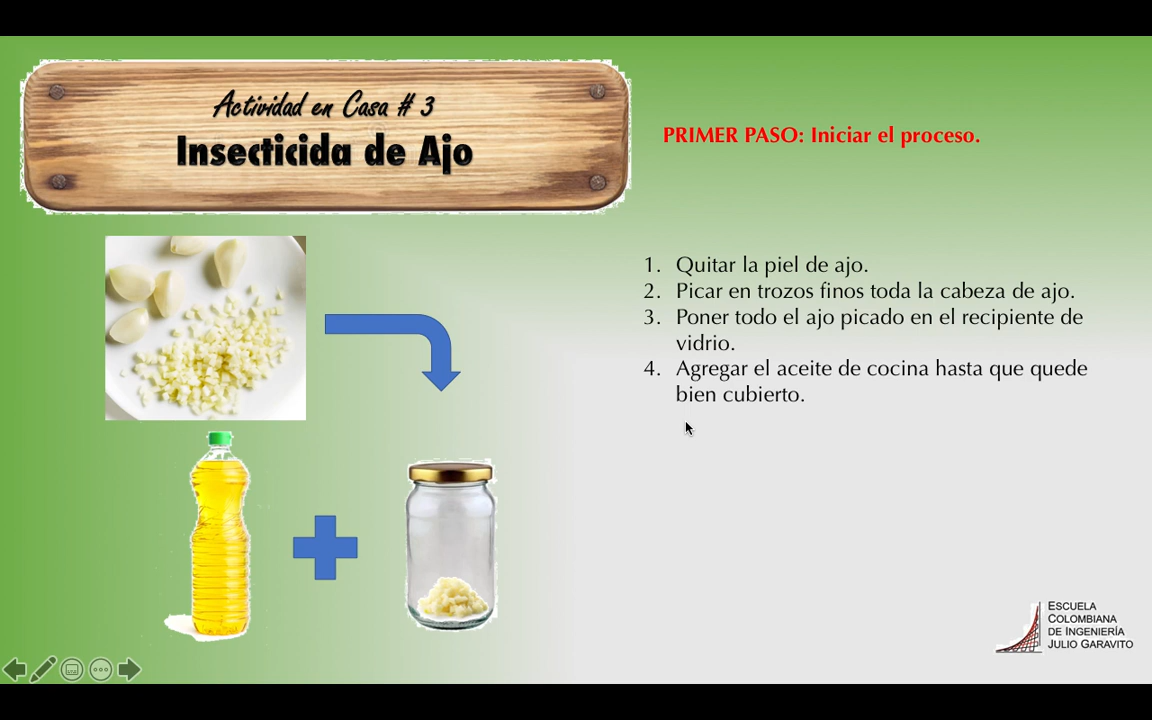 Actividad en Casa # 3
Insecticida de Ajo
PRIMER PASO: Iniciar el proceso.
1. Quitar la piel de ajo.
2. Picar en trozos finos toda la cabeza de ajo.
3. Poner todo el ajo picado en el recipiente de
vidrio.
4. Agregar el aceite de cocina hasta que quede
bien cubierto.
ESCUELA
COLOMBIANA
DE INGENIERÍA
JULIO GARAVITO